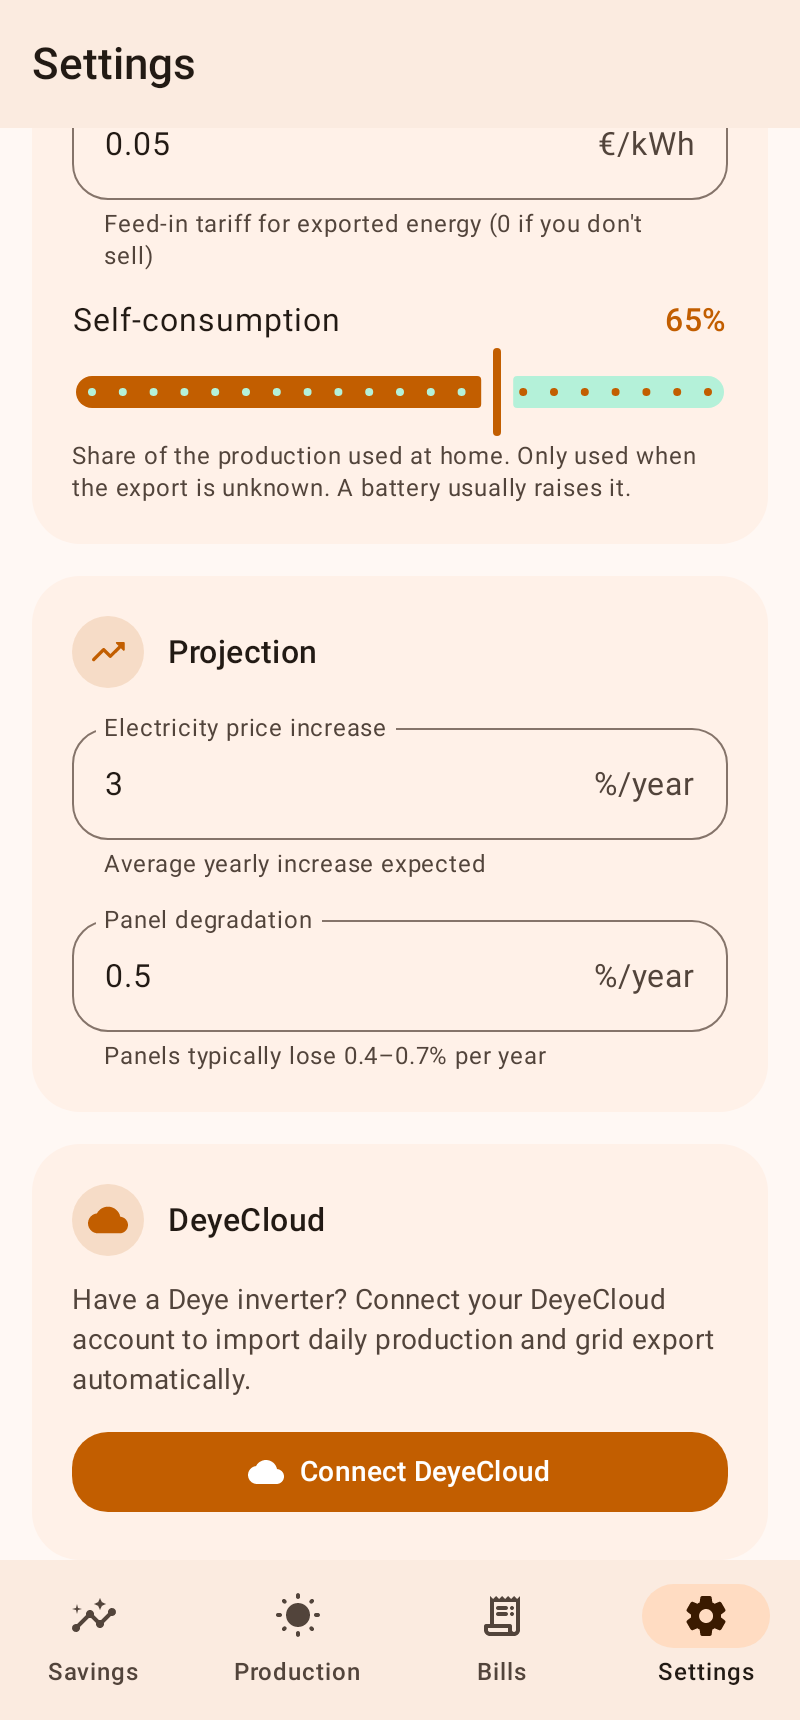 Settings
0.05 €/kWh
Feed-in tariff for exported energy (0 if you don't
sell)
Self-consumption 65%
Share of the production used at home. Only used when
the export is unknown. A battery usually raises it.
Projection
Electricity price increase
3 %/year
Average yearly increase expected
Panel degradation
0.5 %/year
Panels typically lose 0.4–0.7% per year
DeyeCloud
Have a Deye inverter? Connect your DeyeCloud
account to import daily production and grid export
automatically.
Connect DeyeCloud
Savings Production Bills Settings